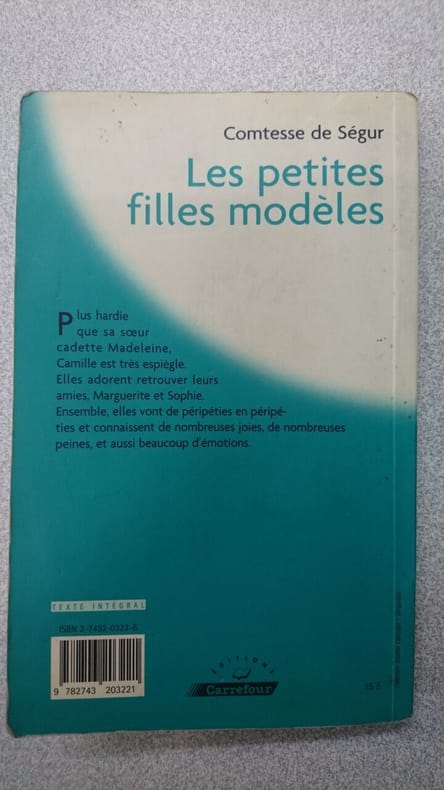 Comtesse de Ségur
Les petites
filles modèles
Plus hardie
que sa sœur
cadette Madeleine,
Camille est très espiègle.
Elles adorent retrouver leurs
amies, Marguerite et Sophie.
Ensemble, elles vont de péripéties en péripé-
ties et connaissent de nombreuses joies, de nombreuses
peines, et aussi beaucoup d'émotions.
TEXTE INTÉGRAL
ISBN 2-7432-0322-6
9 782743 203221
ÉDITIONS
Carrefour